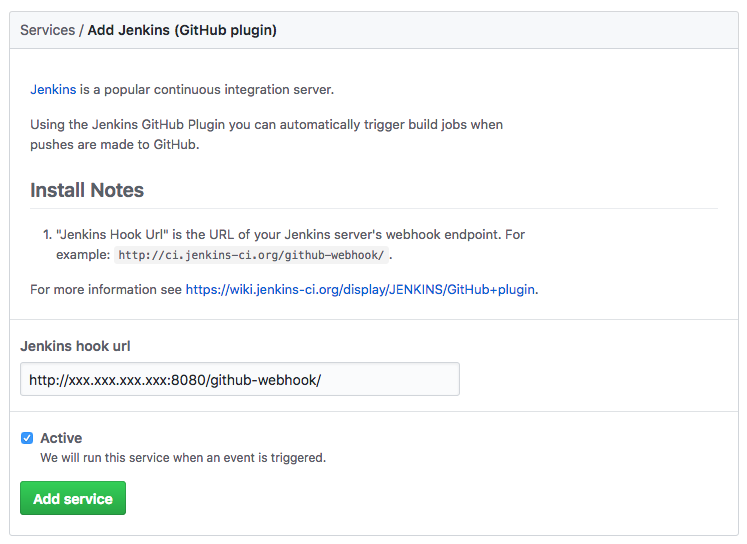 Services / Add Jenkins (GitHub plugin)
Jenkins is a popular continuous integration server.
Using the Jenkins GitHub Plugin you can automatically trigger build jobs when
pushes are made to GitHub.
Install Notes
1. "Jenkins Hook Url" is the URL of your Jenkins server's webhook endpoint. For
example: http://ci.jenkins-ci.org/github-webhook/ .
For more information see https://wiki.jenkins-ci.org/display/JENKINS/GitHub+plugin.
Jenkins hook url
http://xxx.xxx.xxx.xxx:8080/github-webhook/
Active
We will run this service when an event is triggered.
Add service